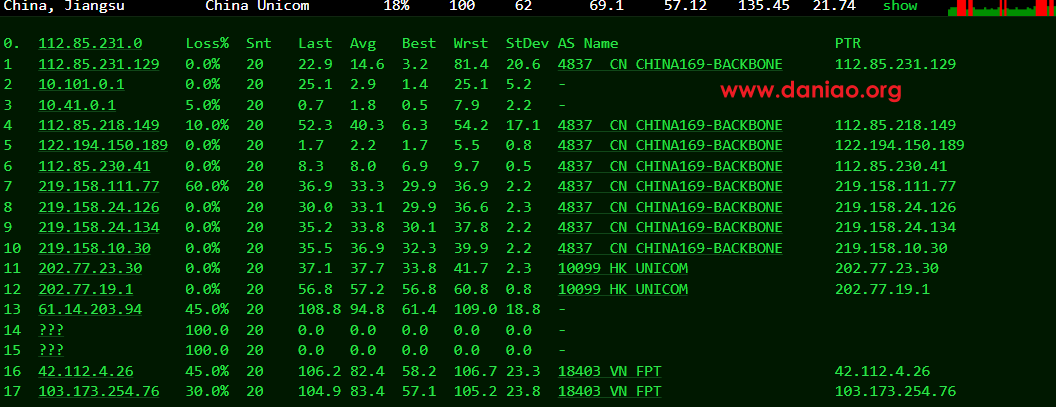 China, Jiangsu China Unicom 18% 100 62 69.1 57.12 135.45 21.74 show
0. 112.85.231.0 Loss% Snt Last Avg Best Wrst StDev AS Name PTR
1 112.85.231.129 0.0% 20 22.9 14.6 3.2 81.4 20.6 4837 CN CHINA169-BACKBONE 112.85.231.129
2 10.101.0.1 0.0% 20 25.1 2.9 1.4 25.1 5.2 -
www.daniao.org
3 10.41.0.1 5.0% 20 0.7 1.8 0.5 7.9 2.2 -
4 112.85.218.149 10.0% 20 52.3 40.3 6.3 54.2 17.1 4837 CN CHINA169-BACKBONE 112.85.218.149
5 122.194.150.189 0.0% 20 1.7 2.2 1.7 5.5 0.8 4837 CN CHINA169-BACKBONE 122.194.150.189
6 112.85.230.41 0.0% 20 8.3 8.0 6.9 9.7 0.5 4837 CN CHINA169-BACKBONE 112.85.230.41
7 219.158.111.77 60.0% 20 36.9 33.3 29.9 36.9 2.2 4837 CN CHINA169-BACKBONE 219.158.111.77
8 219.158.24.126 0.0% 20 30.0 33.1 29.9 36.6 2.3 4837 CN CHINA169-BACKBONE 219.158.24.126
9 219.158.24.134 0.0% 20 35.2 33.8 30.1 37.8 2.2 4837 CN CHINA169-BACKBONE 219.158.24.134
10 219.158.10.30 0.0% 20 35.5 36.9 32.3 39.9 2.2 4837 CN CHINA169-BACKBONE 219.158.10.30
11 202.77.23.30 0.0% 20 37.1 37.7 33.8 41.7 2.3 10099 HK UNICOM 202.77.23.30
12 202.77.19.1 0.0% 20 56.8 57.2 56.8 60.8 0.8 10099 HK UNICOM 202.77.19.1
13 61.14.203.94 45.0% 20 108.8 94.8 61.4 109.0 18.8 -
14 ??? 100.0 20 0.0 0.0 0.0 0.0 0.0 -
15 ??? 100.0 20 0.0 0.0 0.0 0.0 0.0 -
16 42.112.4.26 45.0% 20 106.2 82.4 58.2 106.7 23.3 18403 VN FPT 42.112.4.26
17 103.173.254.76 30.0% 20 104.9 83.4 57.1 105.2 23.8 18403 VN FPT 103.173.254.76